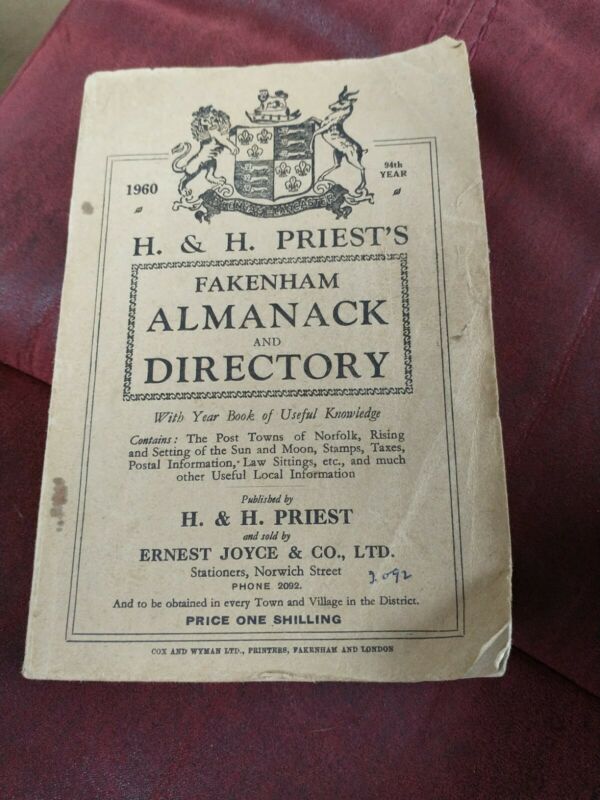 1960
94th
YEAR
H. & H. PRIEST'S
FAKENHAM
ALMANACK
AND
DIRECTORY
With Year Book of Useful Knowledge
Contains: The Post Towns of Norfolk, Rising
and Setting of the Sun and Moon, Stamps, Taxes,
Postal Information, Law Sittings, etc., and much
other Useful Local Information
Published by
H. & H. PRIEST
and sold by
ERNEST JOYCE & CO., LTD.
Stationers, Norwich Street
PHONE 2092.
And to be obtained in every Town and Village in the District.
PRICE ONE SHILLING
COX AND WYMAN LTD., PRINTERS, FAKENHAM AND LONDON